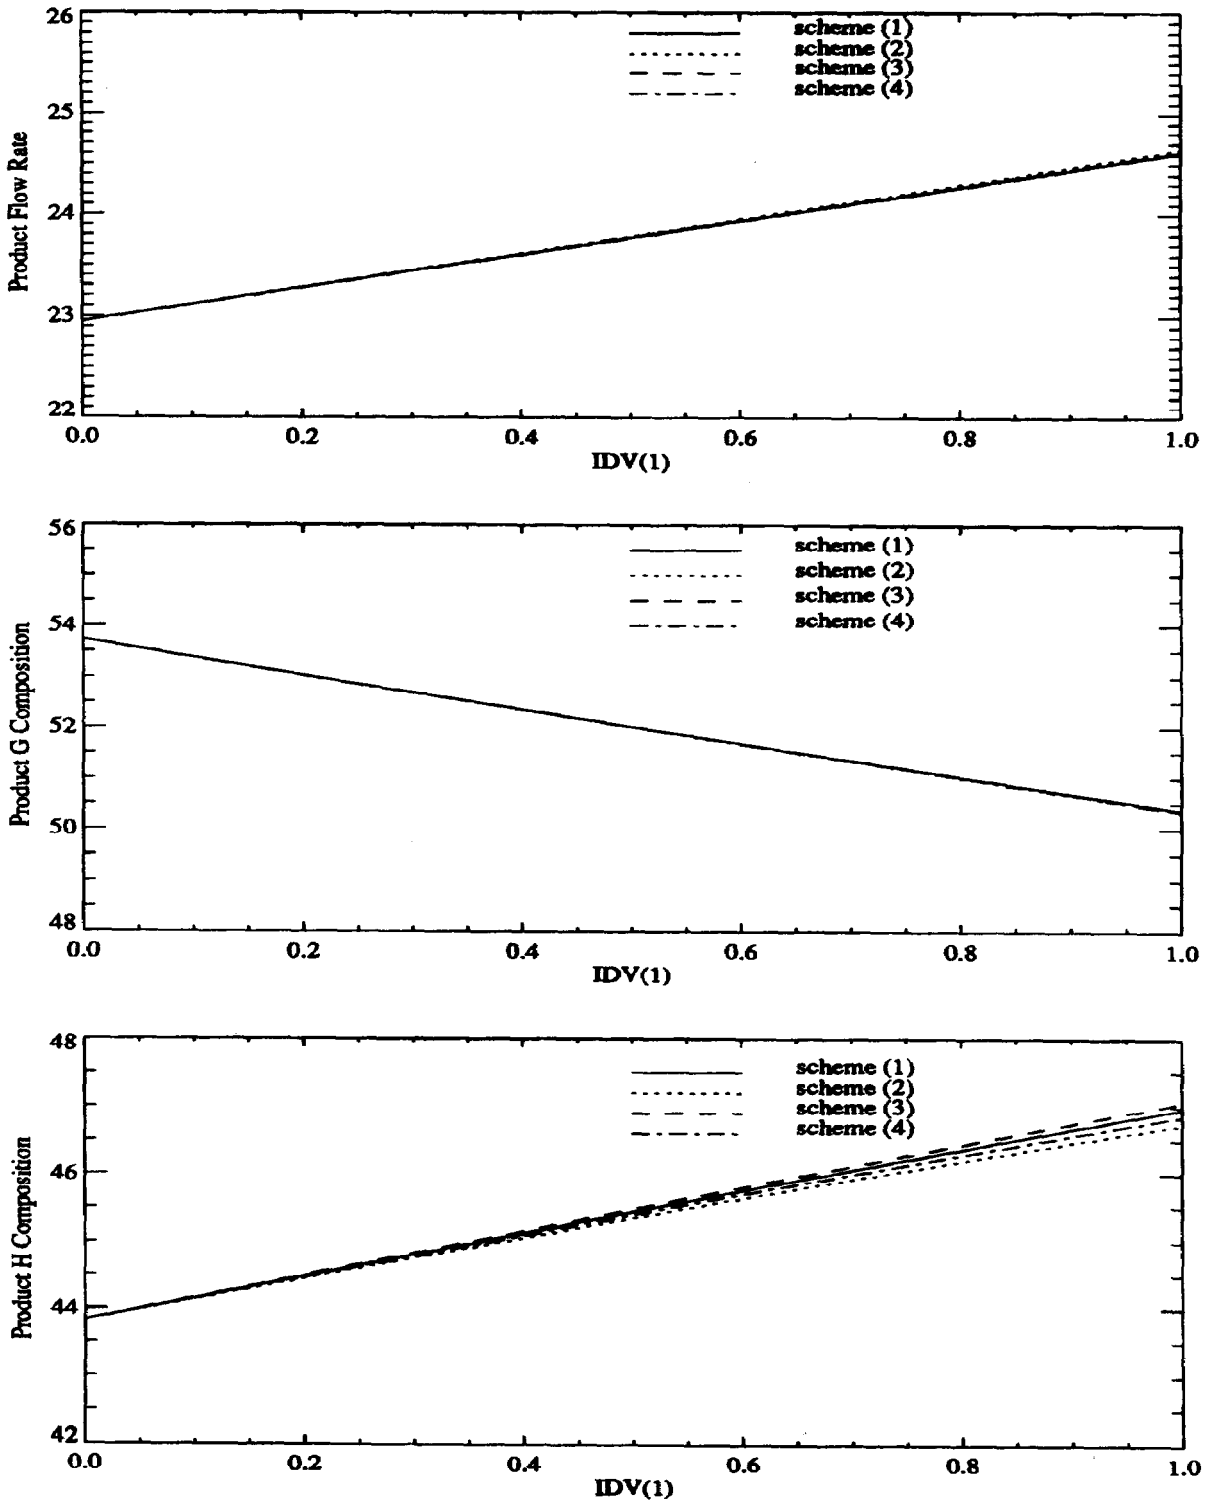 26
25
24
23
22
Product Flow Rate
scheme (1)
scheme (2)
scheme (3)
scheme (4)
0.0 0.2 0.4 0.6 0.8 1.0
IDV(1)
56
54
52
50
48
Product G Composition
scheme (1)
scheme (2)
scheme (3)
scheme (4)
0.0 0.2 0.4 0.6 0.8 1.0
IDV(1)
48
46
44
42
Product H Composition
scheme (1)
scheme (2)
scheme (3)
scheme (4)
0.0 0.2 0.4 0.6 0.8 1.0
IDV(1)